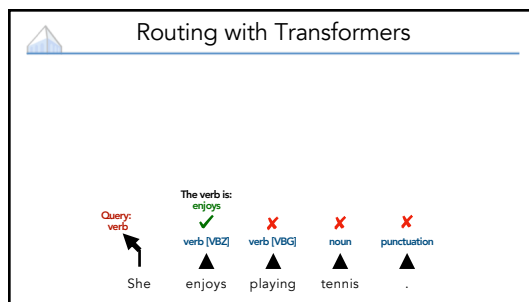 Routing with Transformers
The verb is:
enjoys
Query:
verb
✓ ✗ ✗ ✗
verb [VBZ] verb [VBG] noun punctuation
She enjoys playing tennis .